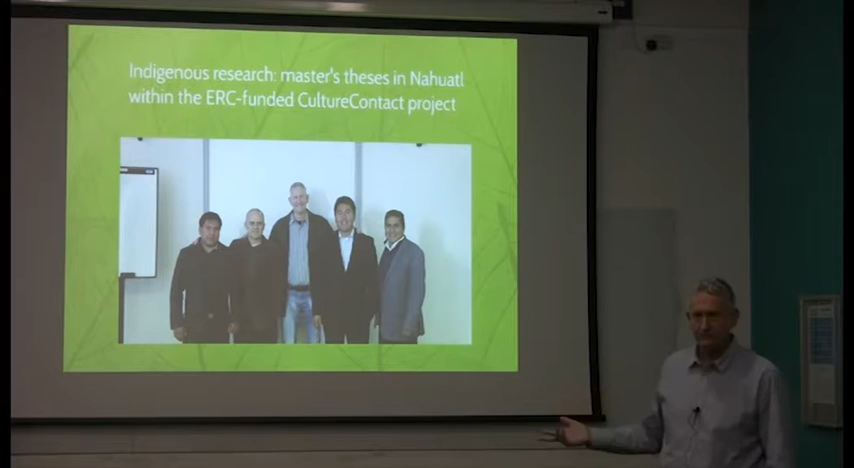 Indigenous research: master's theses in Nahuatl
within the ERC-funded CultureContact project